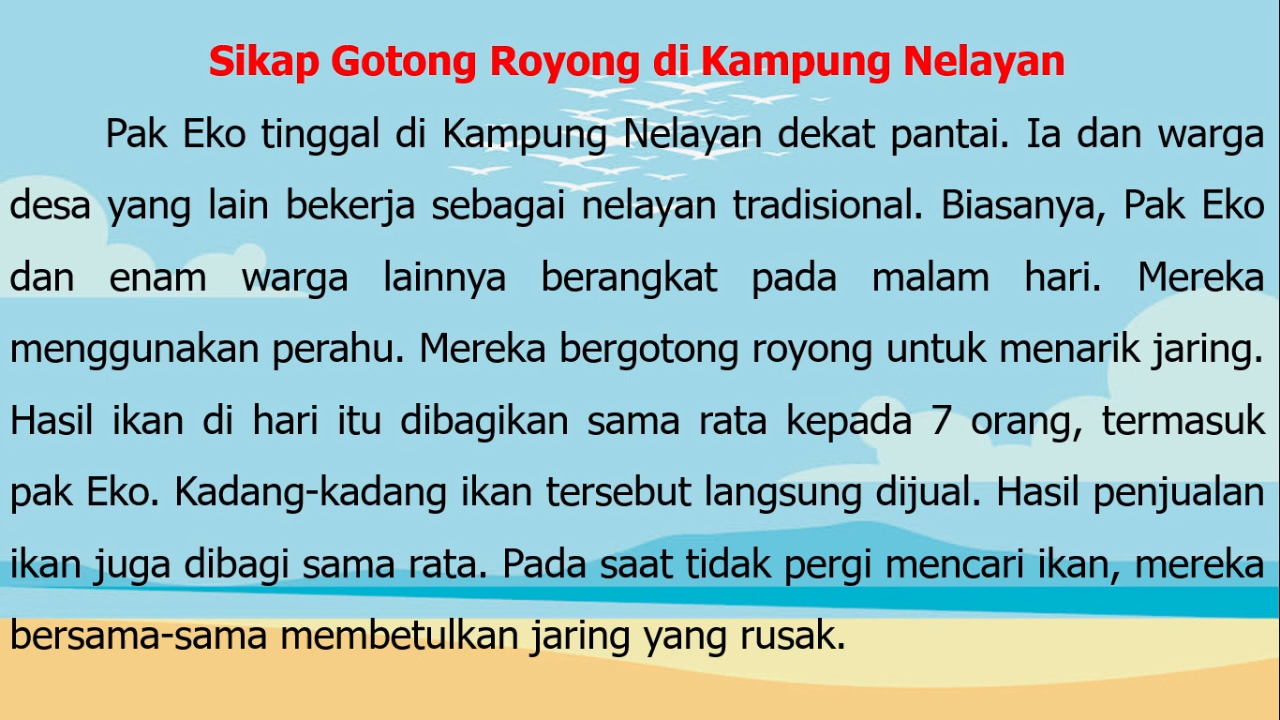 Sikap Gotong Royong di Kampung Nelayan
Pak Eko tinggal di Kampung Nelayan dekat pantai. Ia dan warga
desa yang lain bekerja sebagai nelayan tradisional. Biasanya, Pak Eko
dan enam warga lainnya berangkat pada malam hari. Mereka
menggunakan perahu. Mereka bergotong royong untuk menarik jaring.
Hasil ikan di hari itu dibagikan sama rata kepada 7 orang, termasuk
pak Eko. Kadang-kadang ikan tersebut langsung dijual. Hasil penjualan
ikan juga dibagi sama rata. Pada saat tidak pergi mencari ikan, mereka
bersama-sama membetulkan jaring yang rusak.